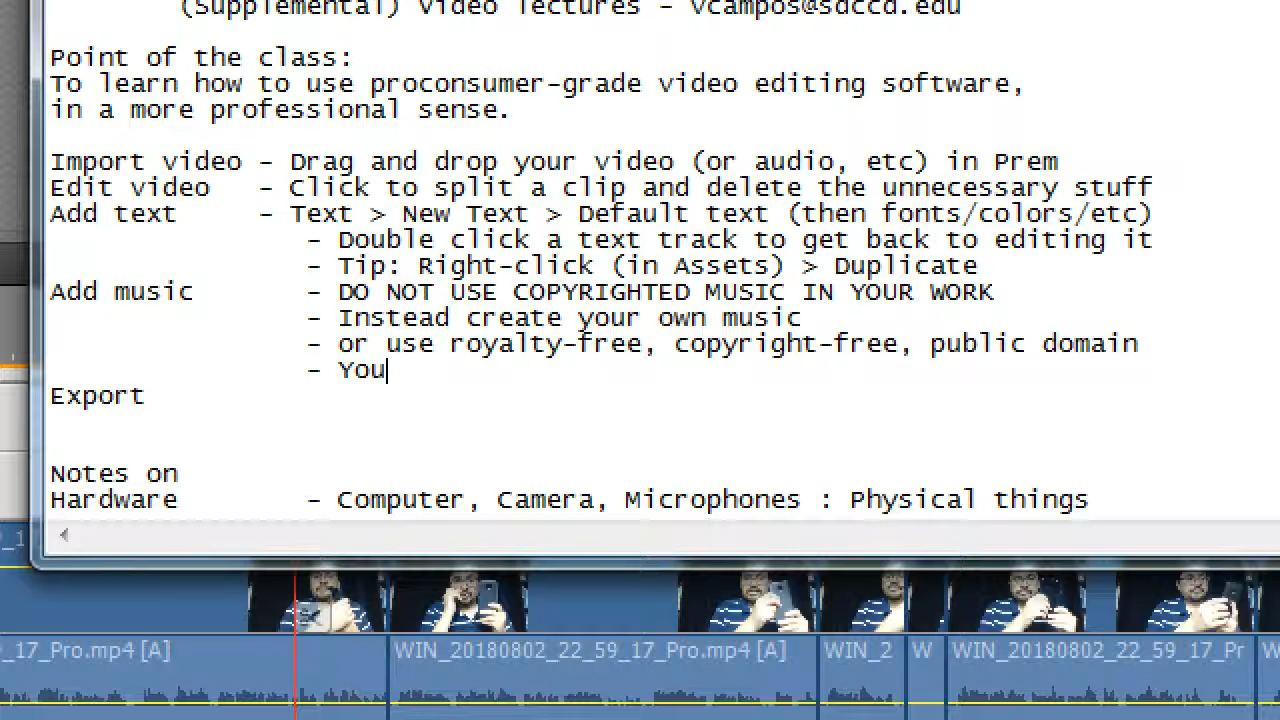 (Supplemental) video lectures - vcampos@sdccd.edu
Point of the class:
To learn how to use proconsumer-grade video editing software,
in a more professional sense.
Import video - Drag and drop your video (or audio, etc) in Prem
Edit video - Click to split a clip and delete the unnecessary stuff
Add text - Text > New Text > Default text (then fonts/colors/etc)
- Double click a text track to get back to editing it
- Tip: Right-click (in Assets) > Duplicate
Add music - DO NOT USE COPYRIGHTED MUSIC IN YOUR WORK
- Instead create your own music
- or use royalty-free, copyright-free, public domain
- You
Export
Notes on
Hardware - Computer, Camera, Microphones : Physical things
_1
_17_Pro.mp4 [A] WIN_20180802_22_59_17_Pro.mp4 [A] WIN_2 W WIN_20180802_22_59_17_Pr W